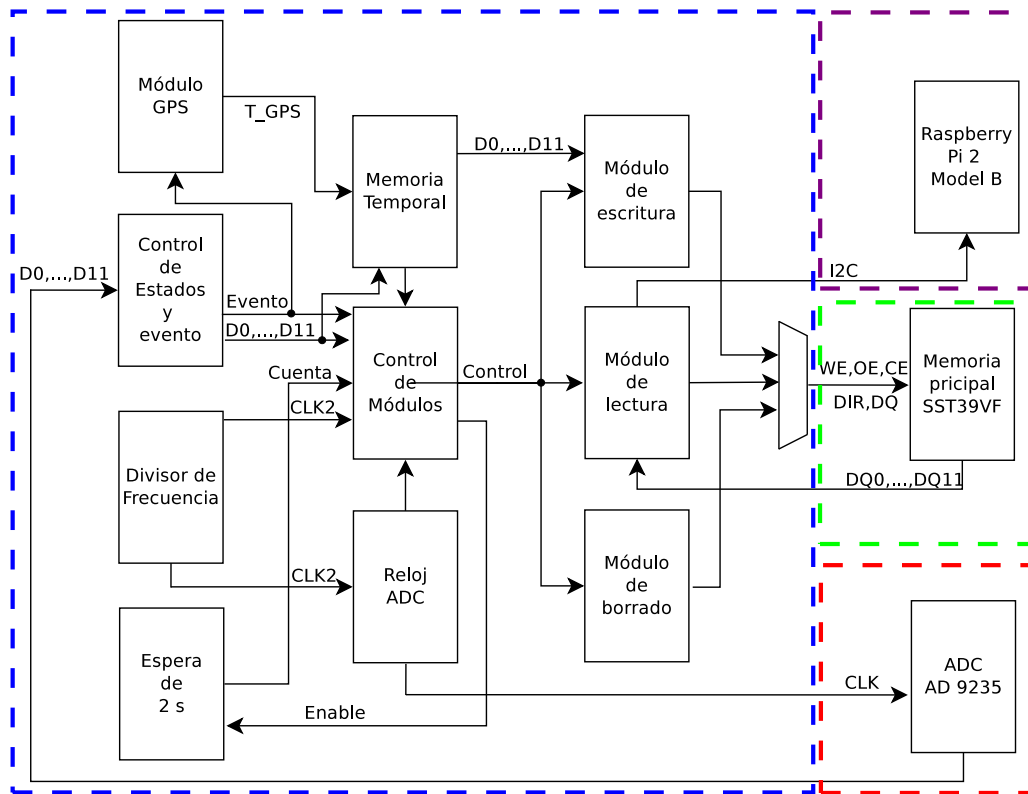 Módulo
GPS
T_GPS
Memoria
Temporal
D0,...,D11
Módulo
de
escritura
Raspberry
Pi 2
Model B
D0,...,D11
Control
de
Estados
y
evento
Evento
D0,...,D11
I2C
Cuenta
CLK2
Control
de
Módulos
Control
Módulo
de
lectura
WE,OE,CE
DIR,DQ
Memoria
pricipal
SST39VF
DQ0,...,DQ11
Divisor de
Frecuencia
CLK2
Reloj
ADC
Módulo
de
borrado
Espera
de
2 s
Enable
CLK
ADC
AD 9235